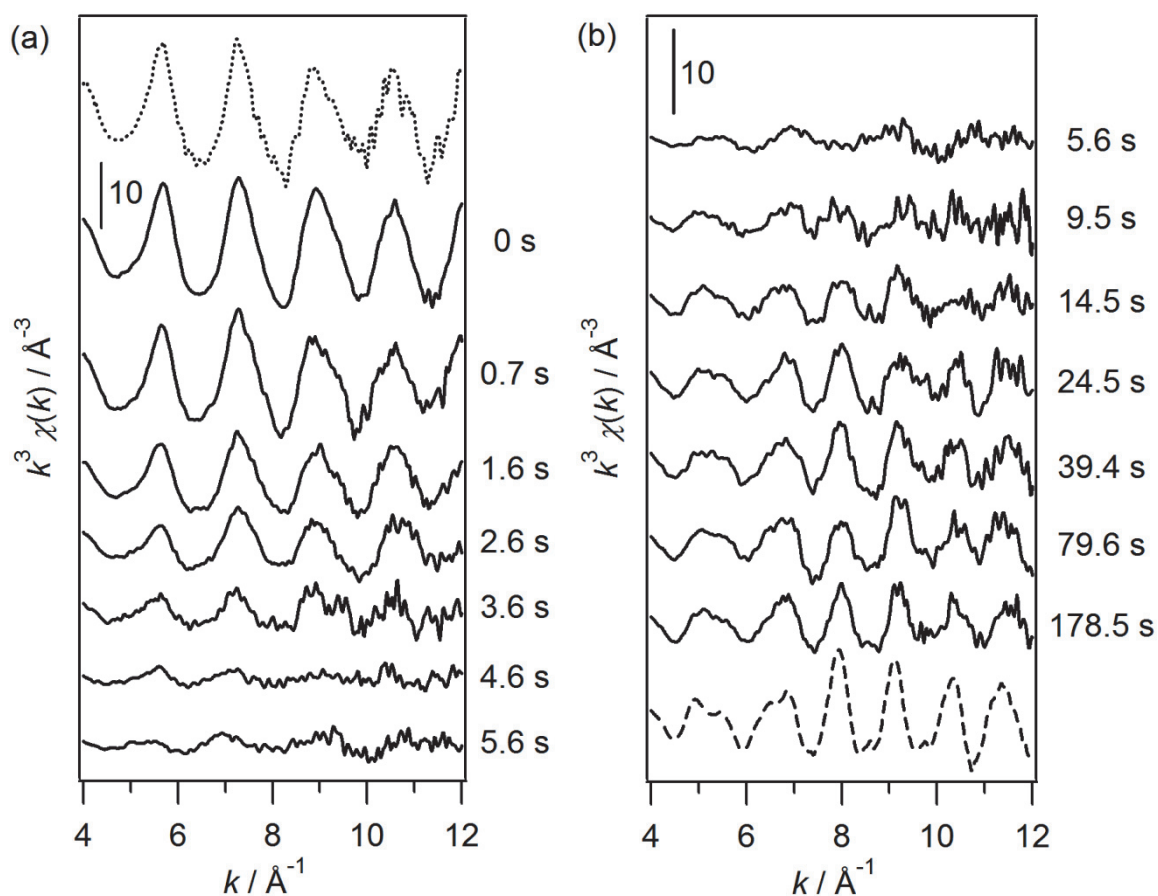 (a)
10
0 s
0.7 s
1.6 s
2.6 s
3.6 s
4.6 s
5.6 s
k³ χ(k) / Å⁻³
4 6 8 10 12
k / Å⁻¹
(b)
10
5.6 s
9.5 s
14.5 s
24.5 s
39.4 s
79.6 s
178.5 s
k³ χ(k) / Å⁻³
4 6 8 10 12
k / Å⁻¹